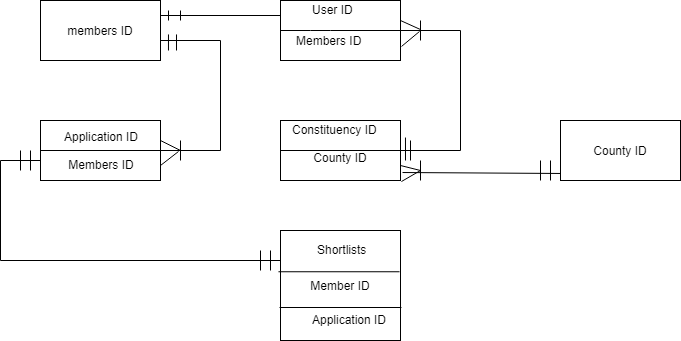 members ID
User ID
Members ID
Application ID
Members ID
Constituency ID
County ID
County ID
Shortlists
Member ID
Application ID